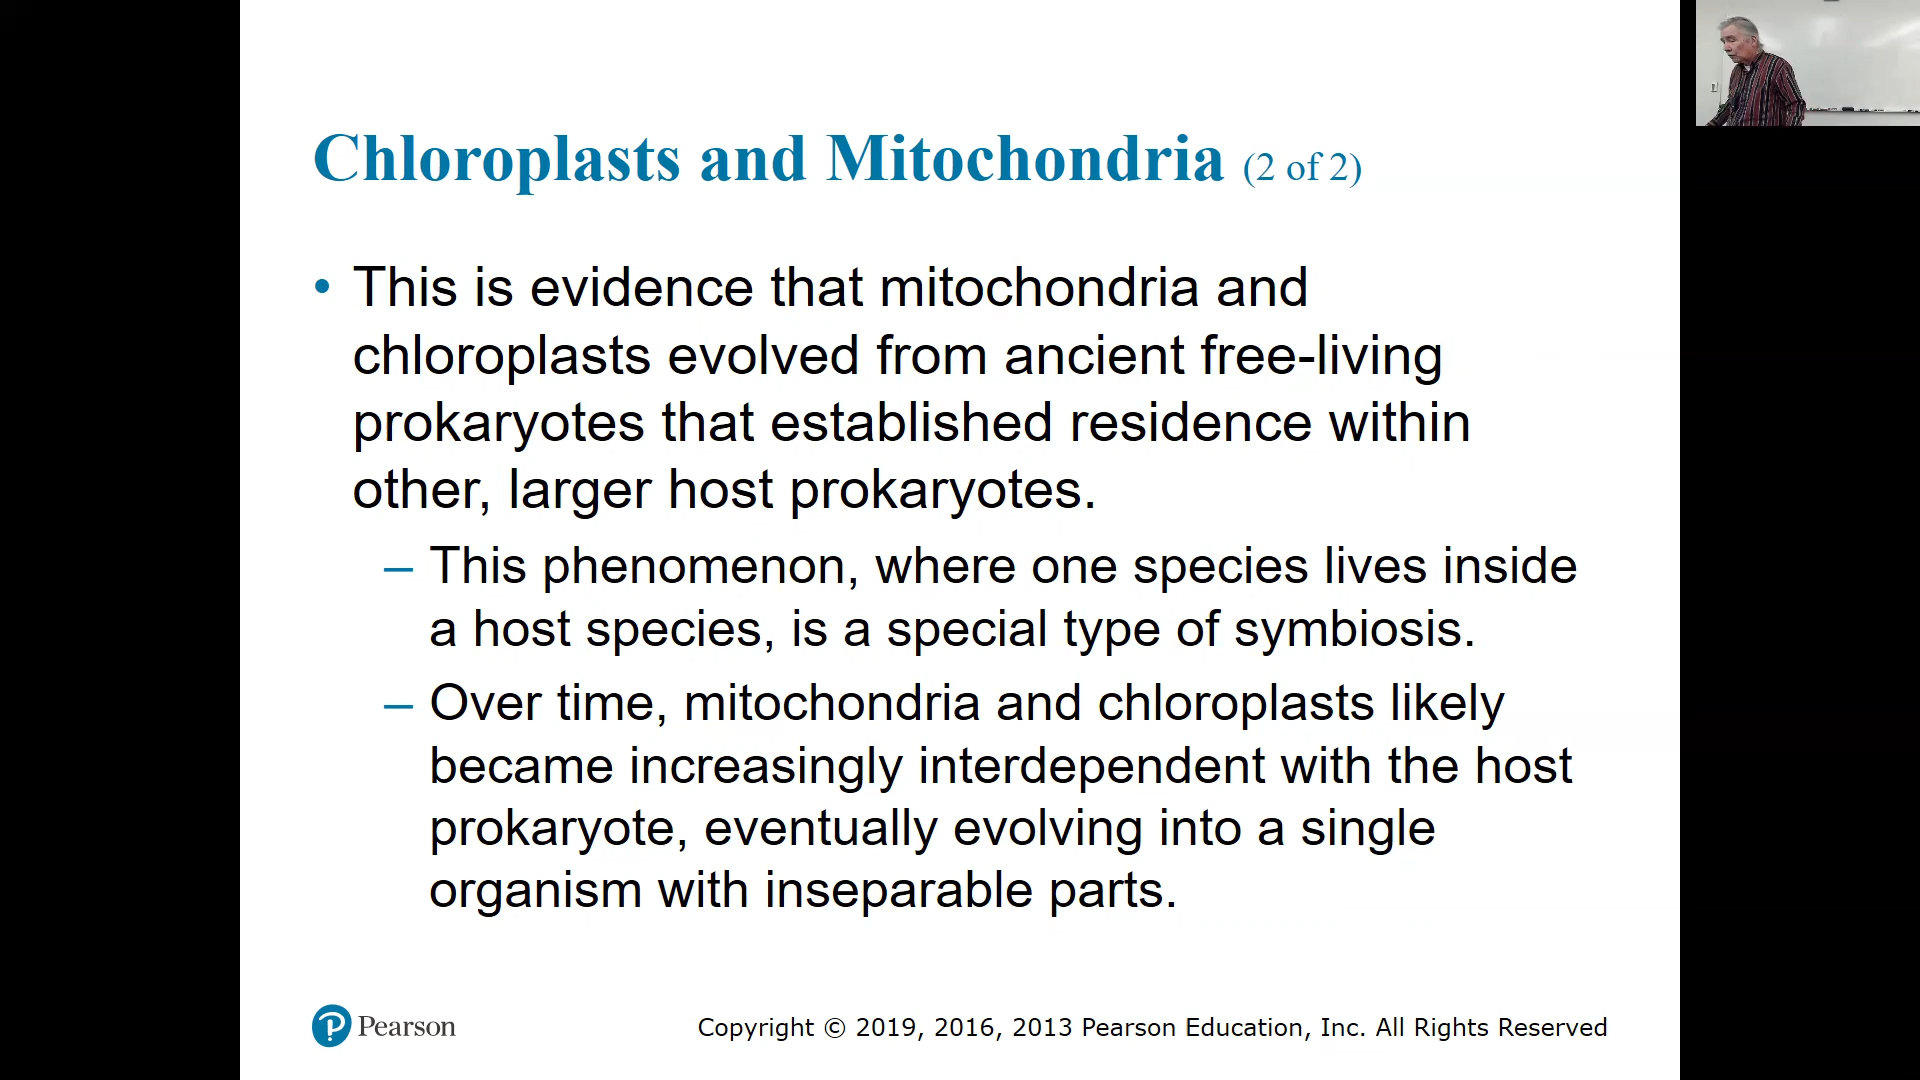 Chloroplasts and Mitochondria (2 of 2)
• This is evidence that mitochondria and
chloroplasts evolved from ancient free-living
prokaryotes that established residence within
other, larger host prokaryotes.
– This phenomenon, where one species lives inside
a host species, is a special type of symbiosis.
– Over time, mitochondria and chloroplasts likely
became increasingly interdependent with the host
prokaryote, eventually evolving into a single
organism with inseparable parts.
Pearson
Copyright © 2019, 2016, 2013 Pearson Education, Inc. All Rights Reserved